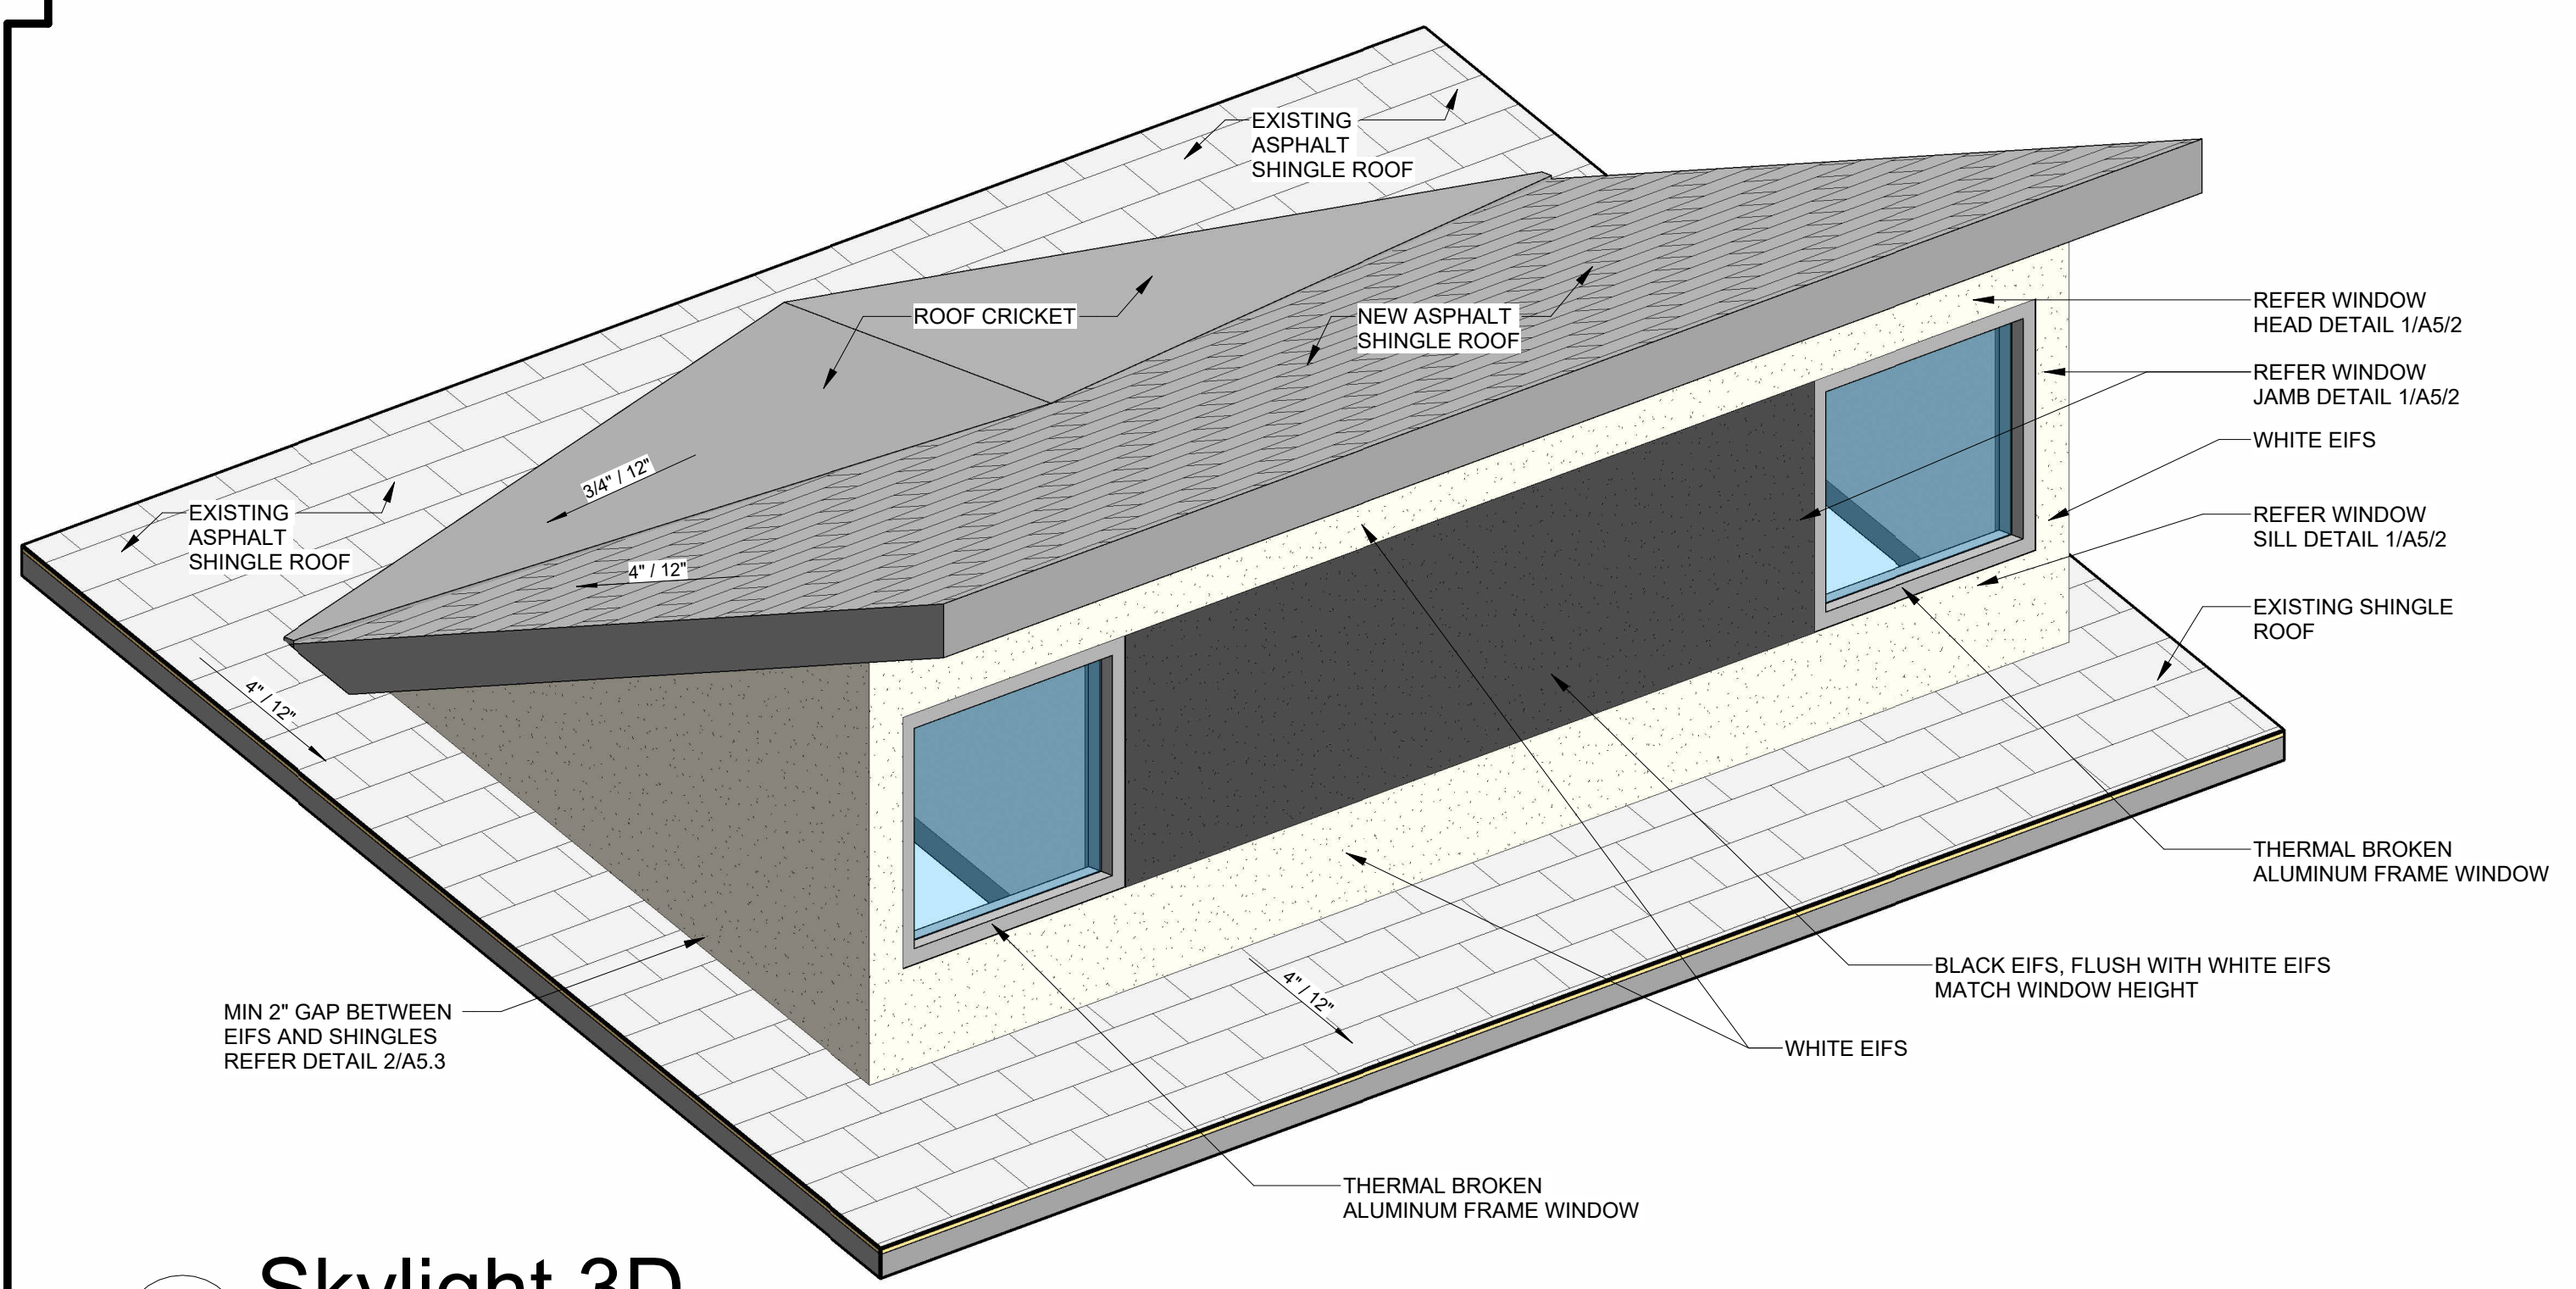 EXISTING
ASPHALT
SHINGLE ROOF
ROOF CRICKET
NEW ASPHALT
SHINGLE ROOF
REFER WINDOW
HEAD DETAIL 1/A5/2
REFER WINDOW
JAMB DETAIL 1/A5/2
WHITE EIFS
REFER WINDOW
SILL DETAIL 1/A5/2
EXISTING SHINGLE
ROOF
3/4" / 12"
EXISTING
ASPHALT
SHINGLE ROOF
4" / 12"
4" / 12"
THERMAL BROKEN
ALUMINUM FRAME WINDOW
BLACK EIFS, FLUSH WITH WHITE EIFS
MATCH WINDOW HEIGHT
4" / 12"
MIN 2" GAP BETWEEN
EIFS AND SHINGLES
REFER DETAIL 2/A5.3
WHITE EIFS
THERMAL BROKEN
ALUMINUM FRAME WINDOW
Skylight 3D